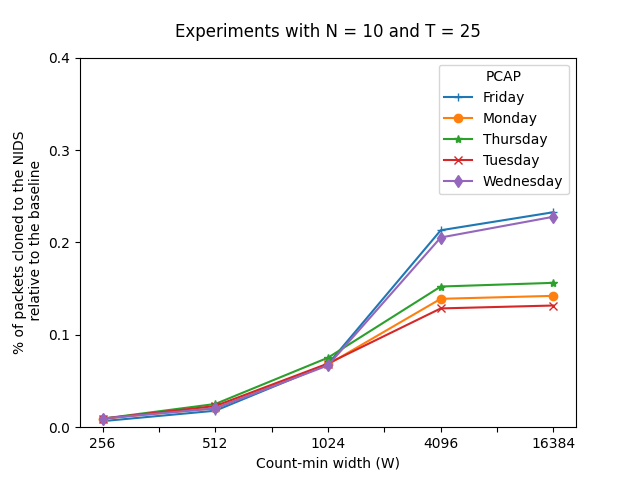 Experiments with N = 10 and T = 25
% of packets cloned to the NIDS
relative to the baseline
0.4
0.3
0.2
0.1
0.0
PCAP
Friday
Monday
Thursday
Tuesday
Wednesday
256
512
1024
4096
16384
Count-min width (W)